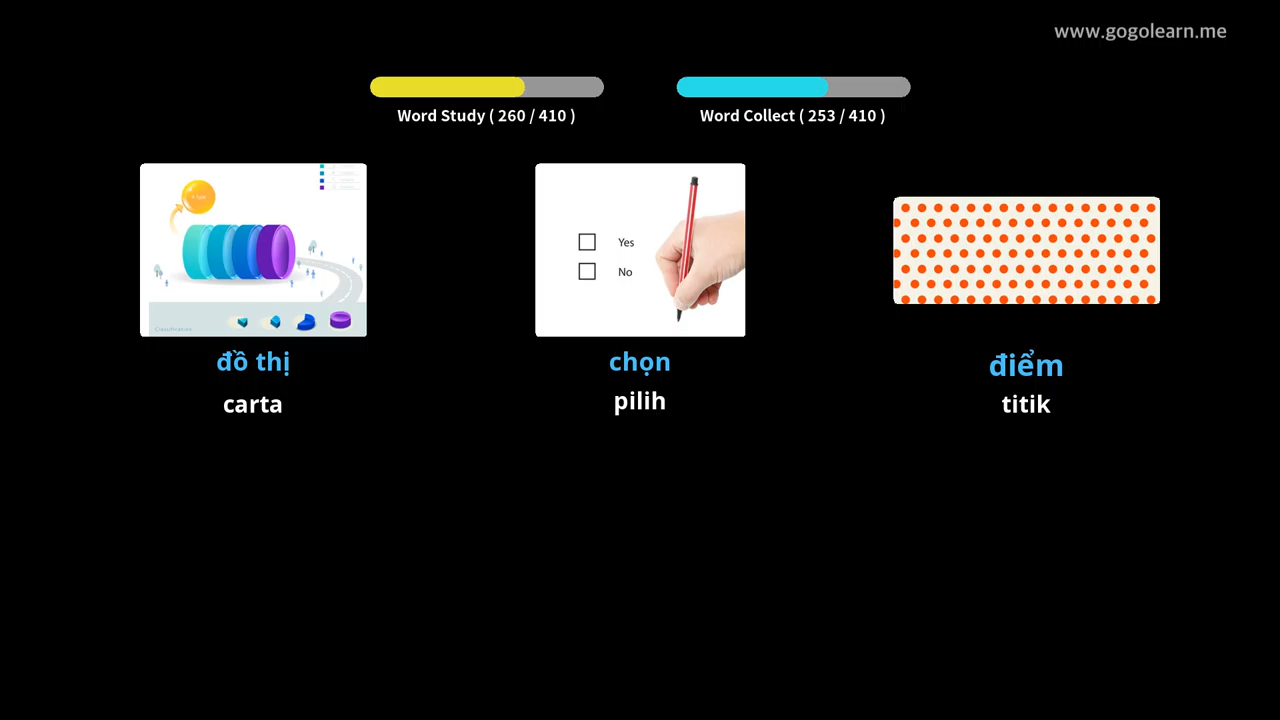 www.gogolearn.me
Word Study ( 260 / 410 )
Word Collect ( 253 / 410 )
Yes
No
đồ thị
chọn
điểm
carta
pilih
titik